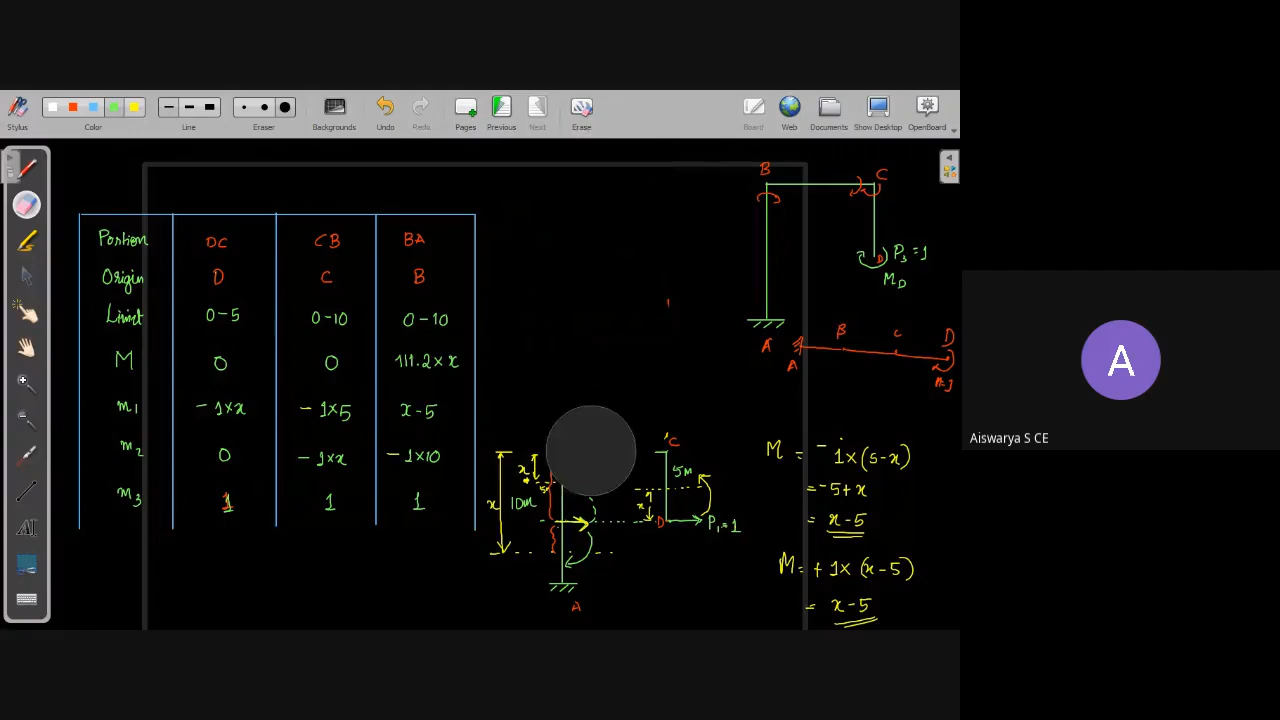 Stylus Color Line Eraser Backgrounds Undo Redo Pages Previous Next Erase Board Web Documents Show Desktop OpenBoard
Portion DC CB BA
Origin D C B
Limit 0-5 0-10 0-10
M 0 0 111.2 × x
m1 -1×x -1×5 x-5
m2 0 -1×x -1×10
m3 1 1 1
B C
P3=1
D
MD
A
B C D
A
x
x 10m
A
C
5m
x
D P1=1
M = -1×(5-x)
= -5+x
= x-5
M= +1×(x-5)
= x-5
A
Aiswarya S CE